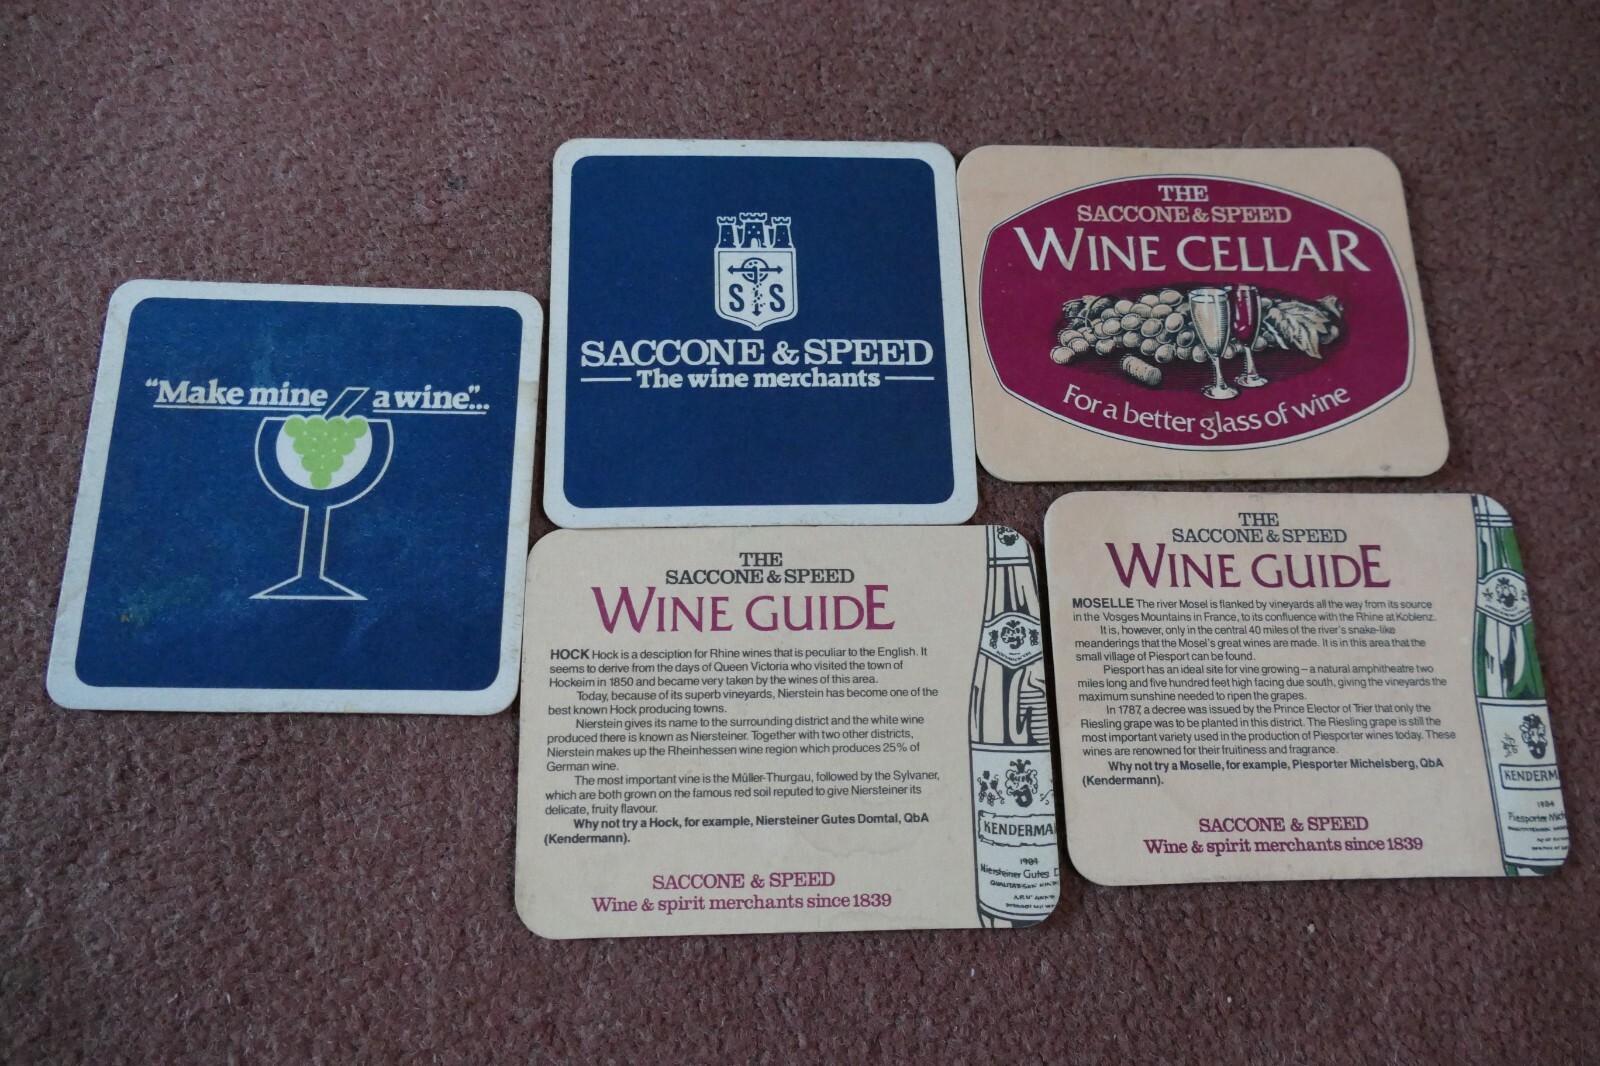 "Make mine a wine"...
S S
SACCONE & SPEED
The wine merchants
THE
SACCONE & SPEED
WINE CELLAR
For a better glass of wine
THE
SACCONE & SPEED
WINE GUIDE
HOCK Hock is a desciption for Rhine wines that is peculiar to the English. It
seems to derive from the days of Queen Victoria who visited the town of
Hockeim in 1850 and became very taken by the wines of this area.
Today, because of its superb vineyards, Nierstein has become one of the
best known Hock producing towns.
Nierstein gives its name to the surrounding district and the white wine
produced there is known as Niersteiner. Together with two other districts,
Nierstein makes up the Rheinhessen wine region which produces 25% of
German wine.
The most important vine is the Müller-Thurgau, followed by the Sylvaner,
which are both grown on the famous red soil reputed to give Niersteiner its
delicate, fruity flavour.
Why not try a Hock, for example, Niersteiner Gutes Domtal, QbA
(Kendermann).
SACCONE & SPEED
Wine & spirit merchants since 1839
KENDERMA
1984
Niersteiner Gutes D
THE
SACCONE & SPEED
WINE GUIDE
MOSELLE The river Mosel is flanked by vineyards all the way from its source
in the Vosges Mountains in France, to its confluence with the Rhine at Koblenz.
It is, however, only in the central 40 miles of the river's snake-like
meanderings that the Mosel's great wines are made. It is in this area that the
small village of Piesport can be found.
Piesport has an ideal site for vine growing – a natural amphitheatre two
miles long and five hundred feet high facing due south, giving the vineyards the
maximum sunshine needed to ripen the grapes.
In 1787, a decree was issued by the Prince Elector of Trier that only the
Riesling grape was to be planted in this district. The Riesling grape is still the
most important variety used in the production of Piesporter wines today. These
wines are renowned for their fruitiness and fragrance.
Why not try a Moselle, for example, Piesporter Michelsberg, QbA
(Kendermann).
SACCONE & SPEED
Wine & spirit merchants since 1839
KENDERM
1984
Piesporter Mich